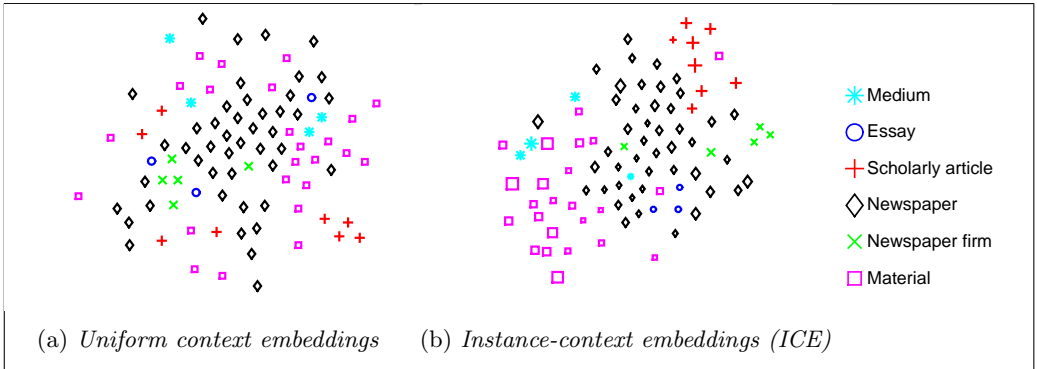 Medium
Essay
Scholarly article
Newspaper
Newspaper firm
Material
(a) Uniform context embeddings
(b) Instance-context embeddings (ICE)